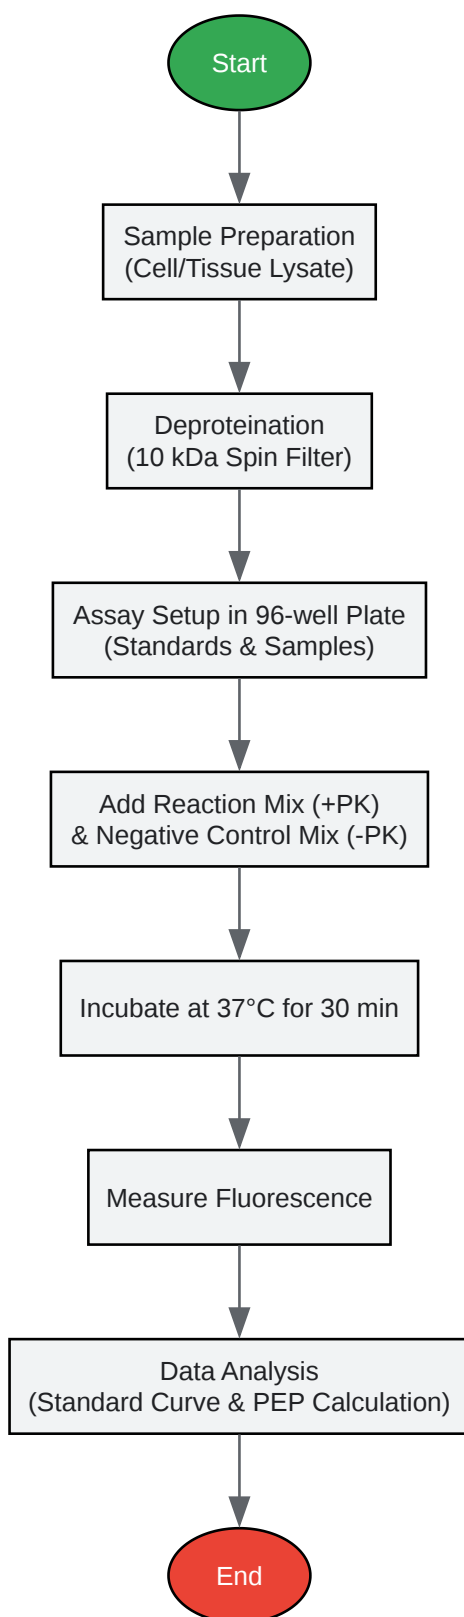 Start
Sample Preparation
(Cell/Tissue Lysate)
Deproteination
(10 kDa Spin Filter)
Assay Setup in 96-well Plate
(Standards & Samples)
Add Reaction Mix (+PK)
& Negative Control Mix (-PK)
Incubate at 37°C for 30 min
Measure Fluorescence
Data Analysis
(Standard Curve & PEP Calculation)
End